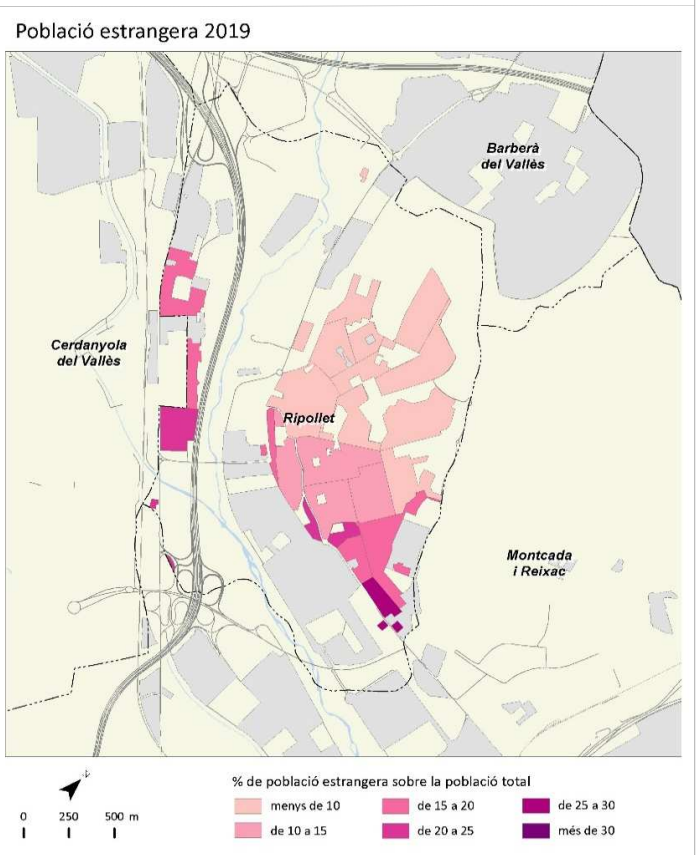 Població estrangera 2019
Barberà
del Vallès
Cerdanyola
del Vallès
Ripollet
Montcada
i Reixac
% de població estrangera sobre la població total
0 250 500 m
menys de 10
de 10 a 15
de 15 a 20
de 20 a 25
de 25 a 30
més de 30